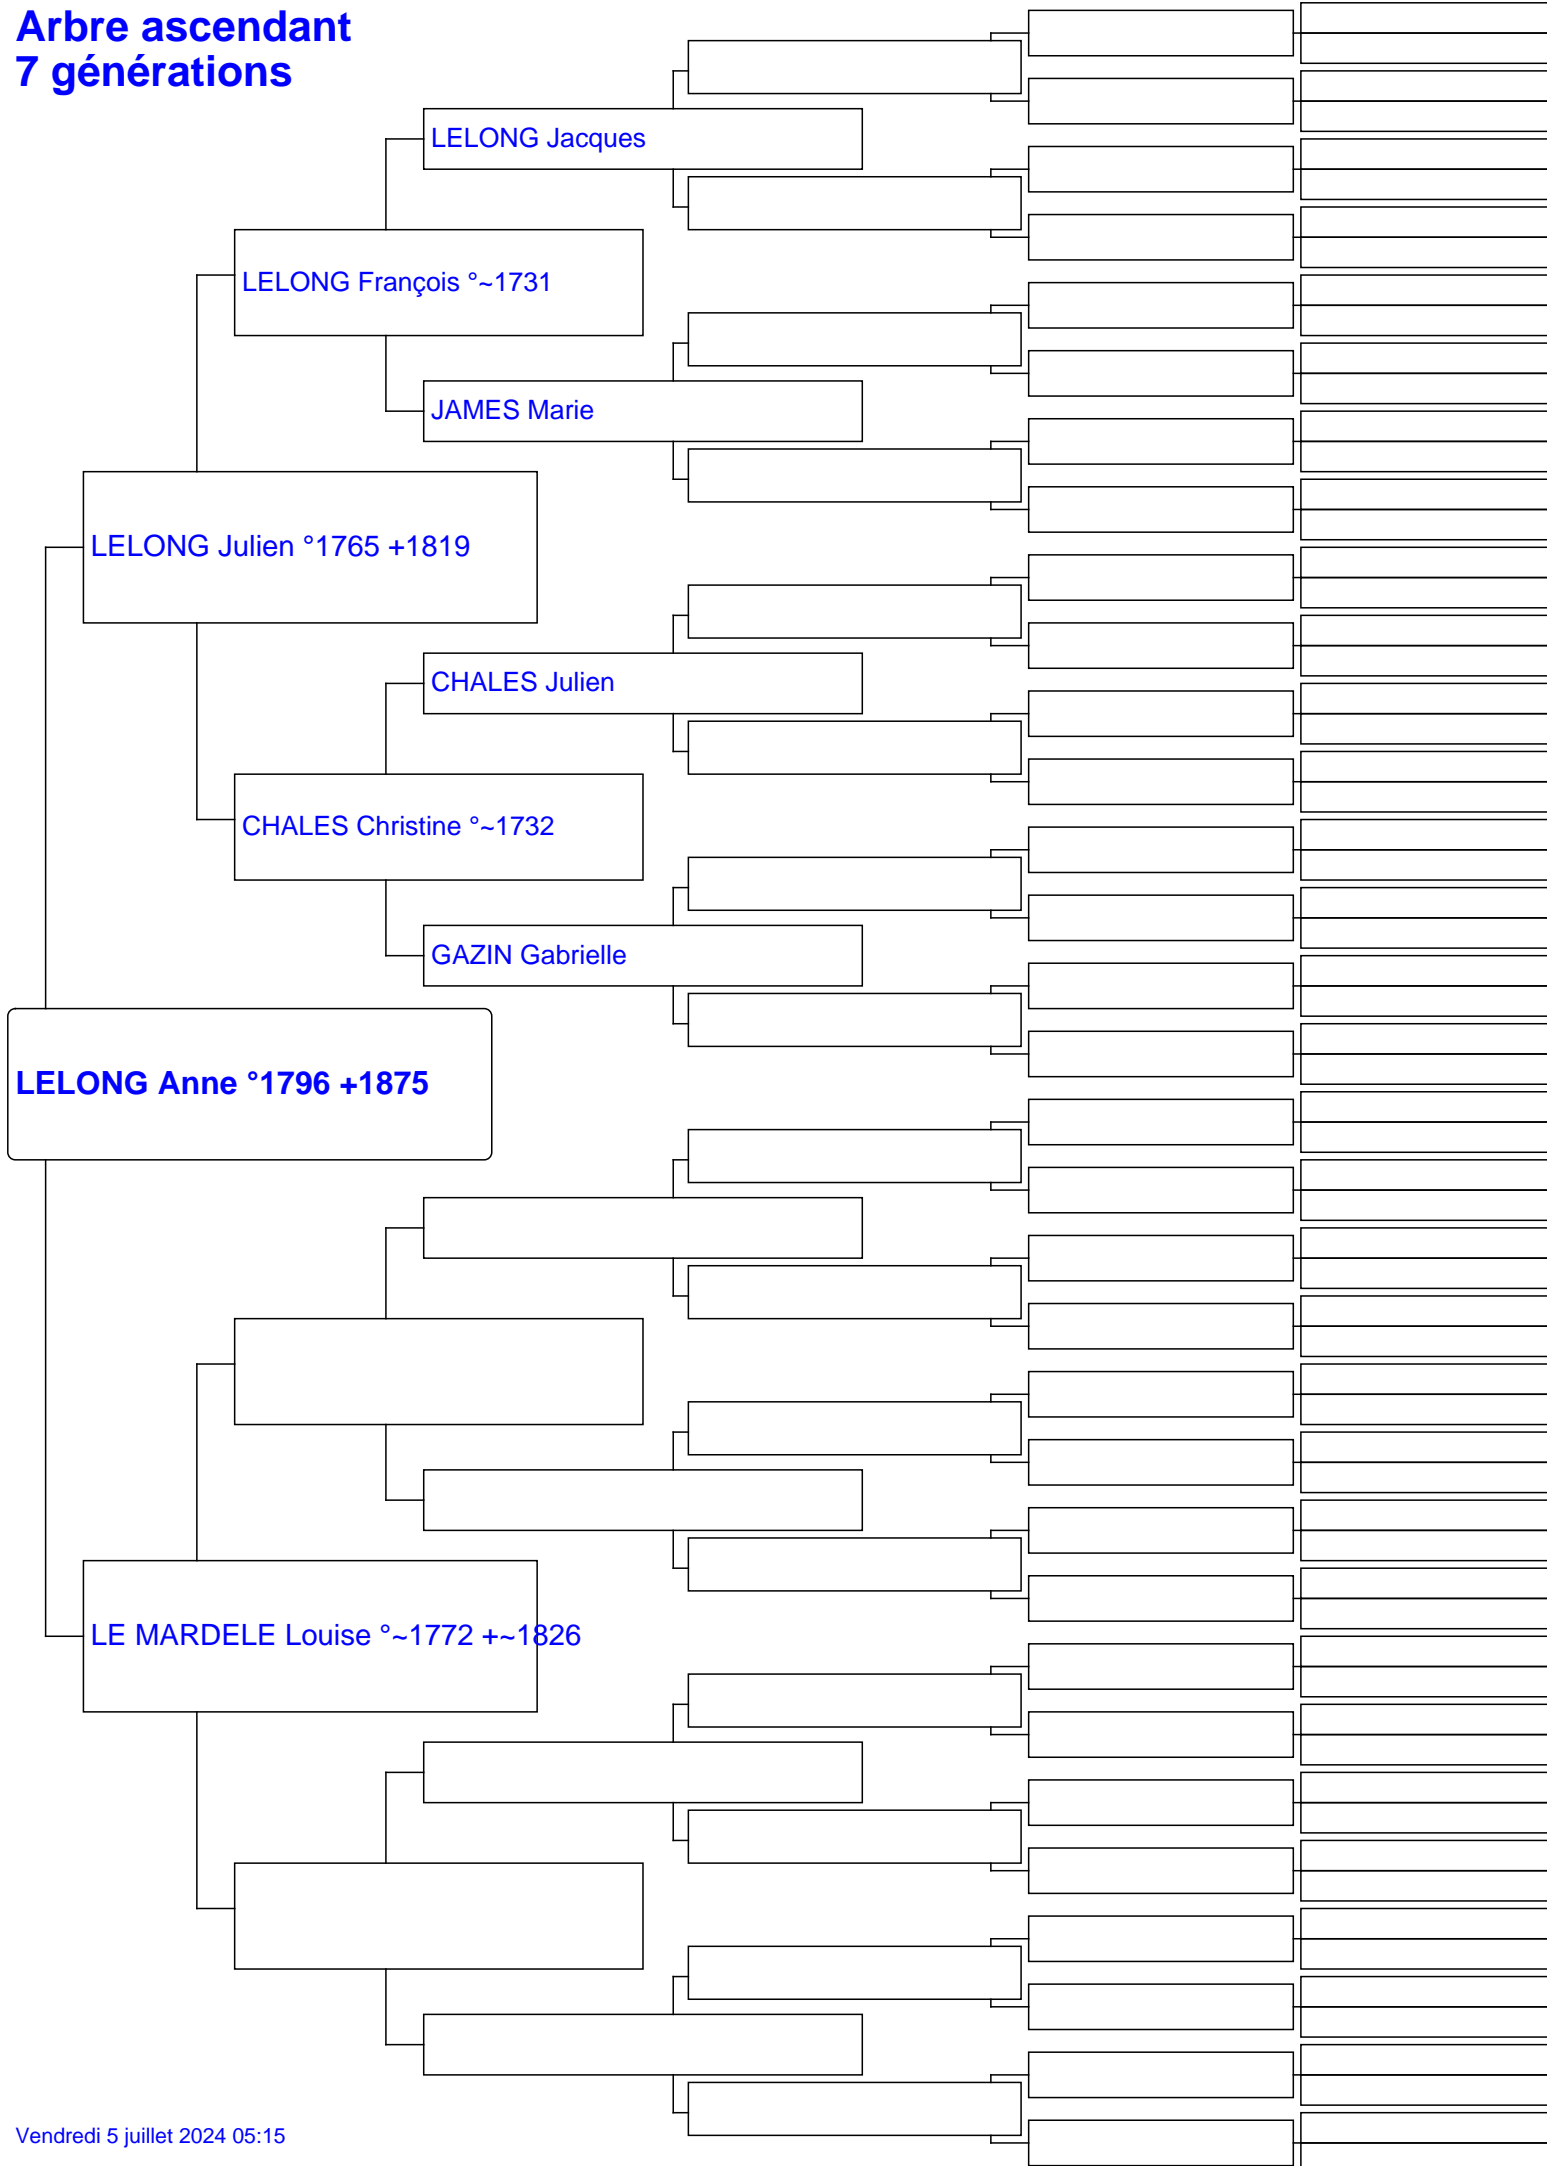 Arbre ascendant
7 générations
LELONG Jacques
LELONG François °~1731
JAMES Marie
LELONG Julien °1765 +1819
CHALES Julien
CHALES Christine °~1732
GAZIN Gabrielle
LELONG Anne °1796 +1875
LE MARDELE Louise °~1772 +~1826
Vendredi 5 juillet 2024 05:15